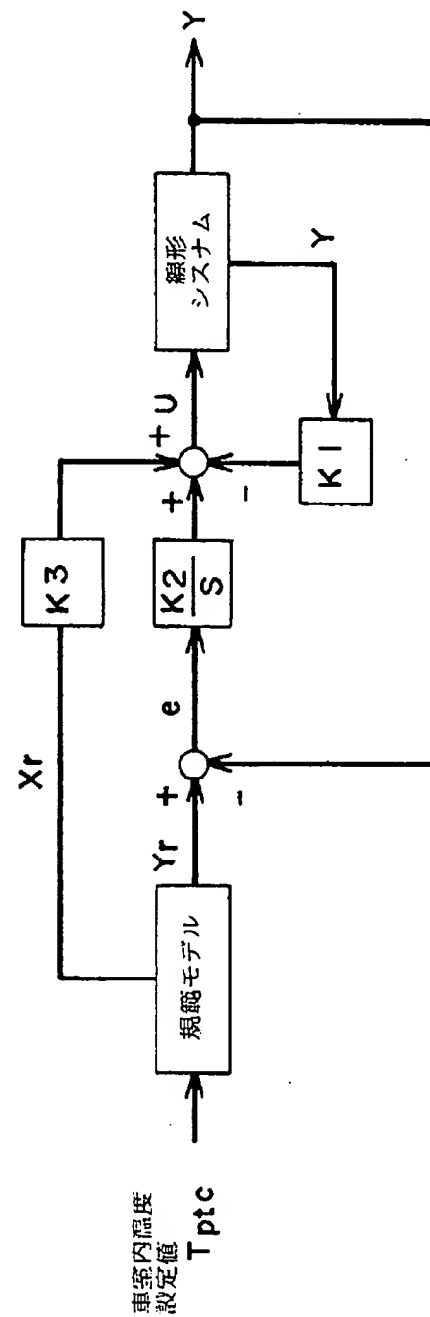 車室内温度
設定値
Tptc
規範モデル
Xr
Yr
+
-
e
K3
K2
S
+
+
-
U
K1
線形
システム
Y
Y